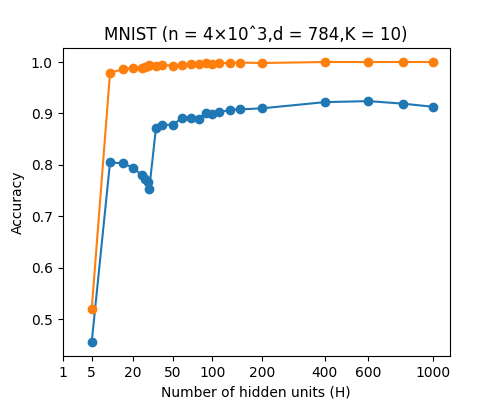 MNIST (n = 4×10ˆ3,d = 784,K = 10)
1.0
0.9
0.8
0.7
0.6
0.5
Accuracy
1 5 20 50 100 200 400 600 1000
Number of hidden units (H)